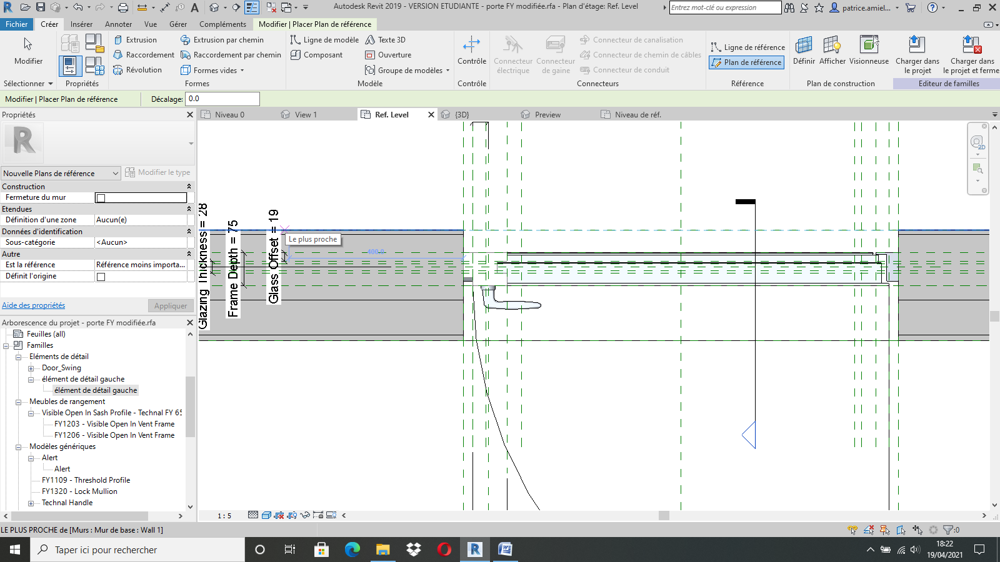 Autodesk Revit 2019 - VERSION ETUDIANTE - porte FY modifiée.rfa - Plan d'étage: Ref. Level
Entrez mot-clé ou expression
patrice.amiel...
Fichier
Créer
Insérer
Annoter
Vue
Gérer
Compléments
Modifier | Placer Plan de référence
Modifier
Extrusion
Raccordement
Révolution
Extrusion par chemin
Raccordement par chemin
Formes vides
Ligne de modèle
Composant
Texte 3D
Ouverture
Groupe de modèles
Contrôle
Connecteur électrique
Connecteur de gaine
Connecteur de canalisation
Connecteur de chemin de câbles
Connecteur de conduit
Ligne de référence
Plan de référence
Définir
Afficher
Visionneuse
Charger dans le projet
Charger dans le projet et ferme
Sélectionner
Propriétés
Formes
Modèle
Contrôle
Connecteurs
Référence
Plan de construction
Editeur de familles
Modifier | Placer Plan de référence
Décalage:
0.0
Propriétés
Niveau 0
View 1
Ref. Level
{3D}
Preview
Niveau de réf.
Nouvelle Plans de référence
Modifier le type
Construction
Fermeture du mur
Etendues
Définition d'une zone
Aucun(e)
Données d'identification
Sous-catégorie
<Aucun>
Autre
Est la référence
Référence moins importa...
Définit l'origine
Aide des propriétés
Appliquer
Glazing Thickness = 28
Frame Depth = 75
Glass Offset = 19
Le plus proche
400.0
2D
Arborescence du projet - porte FY modifiée.rfa
Feuilles (all)
Familles
Eléments de détail
Door_Swing
élément de détail gauche
élément de détail gauche
Meubles de rangement
Visible Open In Sash Profile - Technal FY 65
FY1203 - Visible Open In Vent Frame
FY1206 - Visible Open In Vent Frame
Modèles génériques
Alert
Alert
FY1109 - Threshold Profile
FY1320 - Lock Mullion
Technal Handle
1 : 5
LE PLUS PROCHE de [Murs : Mur de base : Wall 1]
:0
Taper ici pour rechercher
18:22
19/04/2021